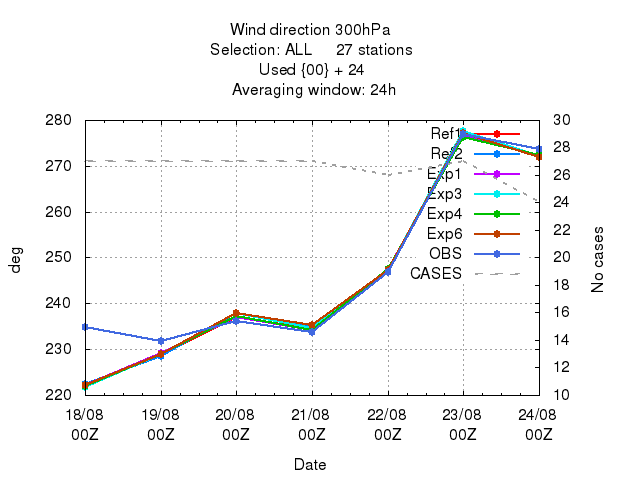 Wind direction 300hPa
Selection: ALL 27 stations
Used {00} + 24
Averaging window: 24h
280
270
260
250
240
230
220
30
28
26
24
22
20
18
16
14
12
10
deg
No cases
Ref1
Ref2
Exp1
Exp3
Exp4
Exp6
OBS
CASES
18/08 19/08 20/08 21/08 22/08 23/08 24/08
00Z 00Z 00Z 00Z 00Z 00Z 00Z
Date